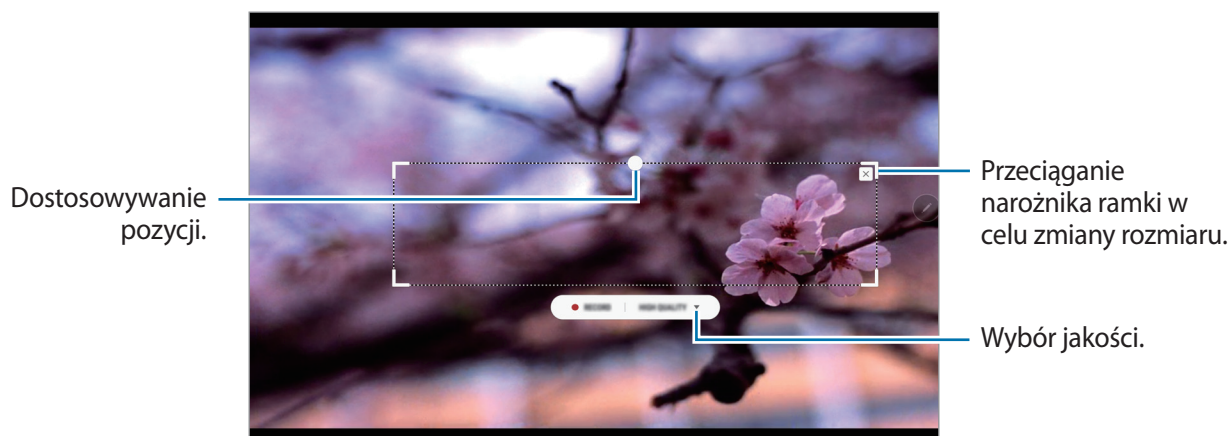 Dostosowywanie
pozycji.
Przeciąganie
narożnika ramki w
celu zmiany rozmiaru.
RECORD
HIGH QUALITY
Wybór jakości.